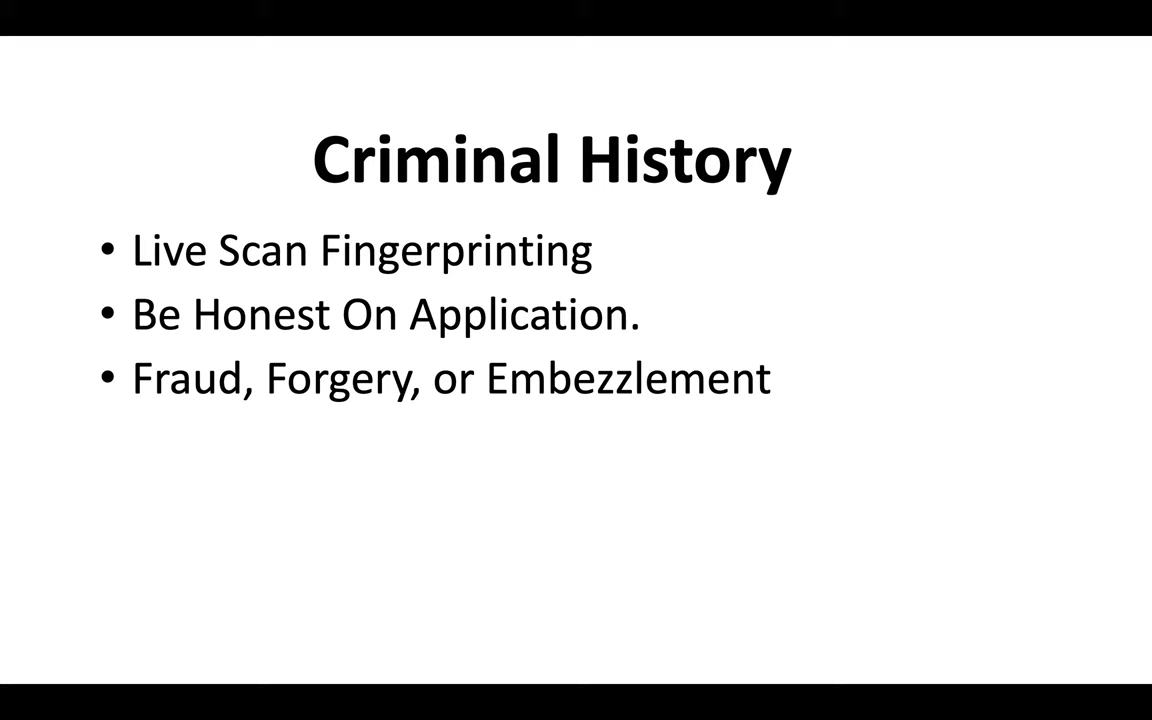 Criminal History
• Live Scan Fingerprinting
• Be Honest On Application.
• Fraud, Forgery, or Embezzlement